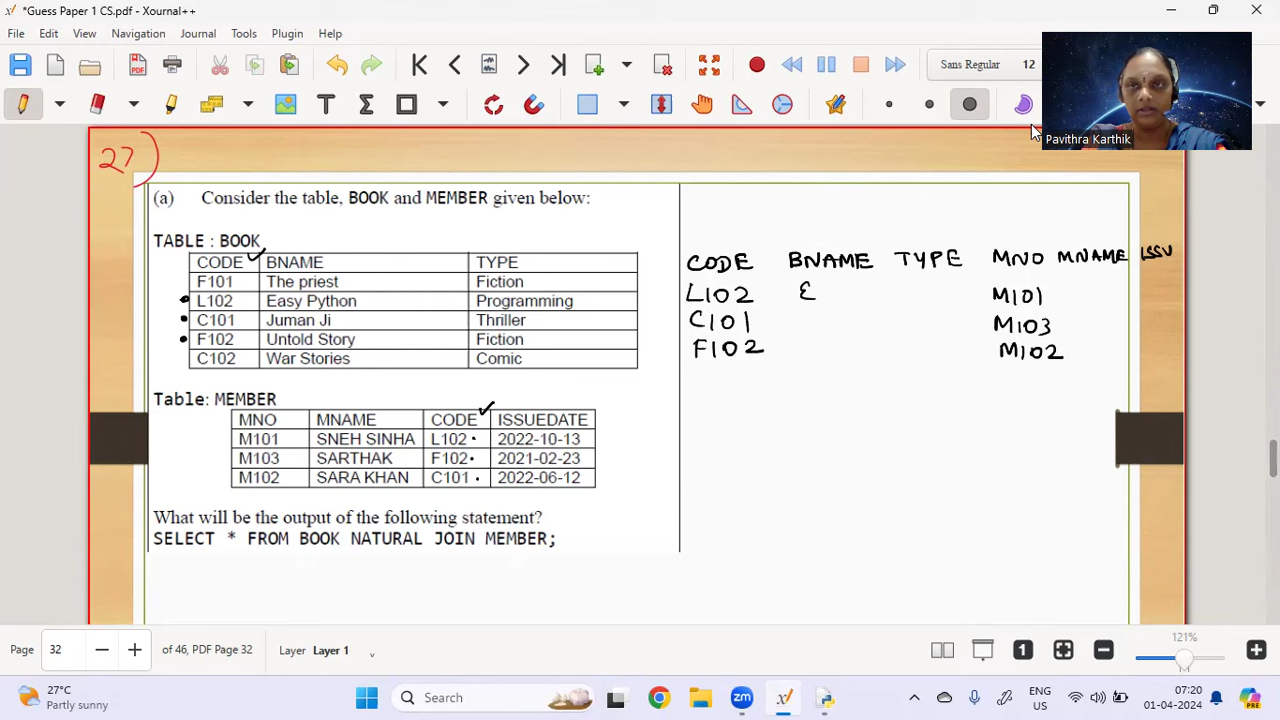 *Guess Paper 1 CS.pdf - Xournal++
File Edit View Navigation Journal Tools Plugin Help
Sans Regular 12
Pavithra Karthik
27)
(a) Consider the table, BOOK and MEMBER given below:
TABLE : BOOK
CODE BNAME TYPE
F101 The priest Fiction
L102 Easy Python Programming
C101 Juman Ji Thriller
F102 Untold Story Fiction
C102 War Stories Comic
Table: MEMBER
MNO MNAME CODE ISSUEDATE
M101 SNEH SINHA L102 2022-10-13
M103 SARTHAK F102 2021-02-23
M102 SARA KHAN C101 2022-06-12
What will be the output of the following statement?
SELECT * FROM BOOK NATURAL JOIN MEMBER;
CODE BNAME TYPE MNO MNAME ISSU
L102 E M101
C101 M103
F102 M102
Page 32 of 46, PDF Page 32 Layer Layer 1
121%
27°C
Partly sunny
Search
ENG
US
07:20
01-04-2024